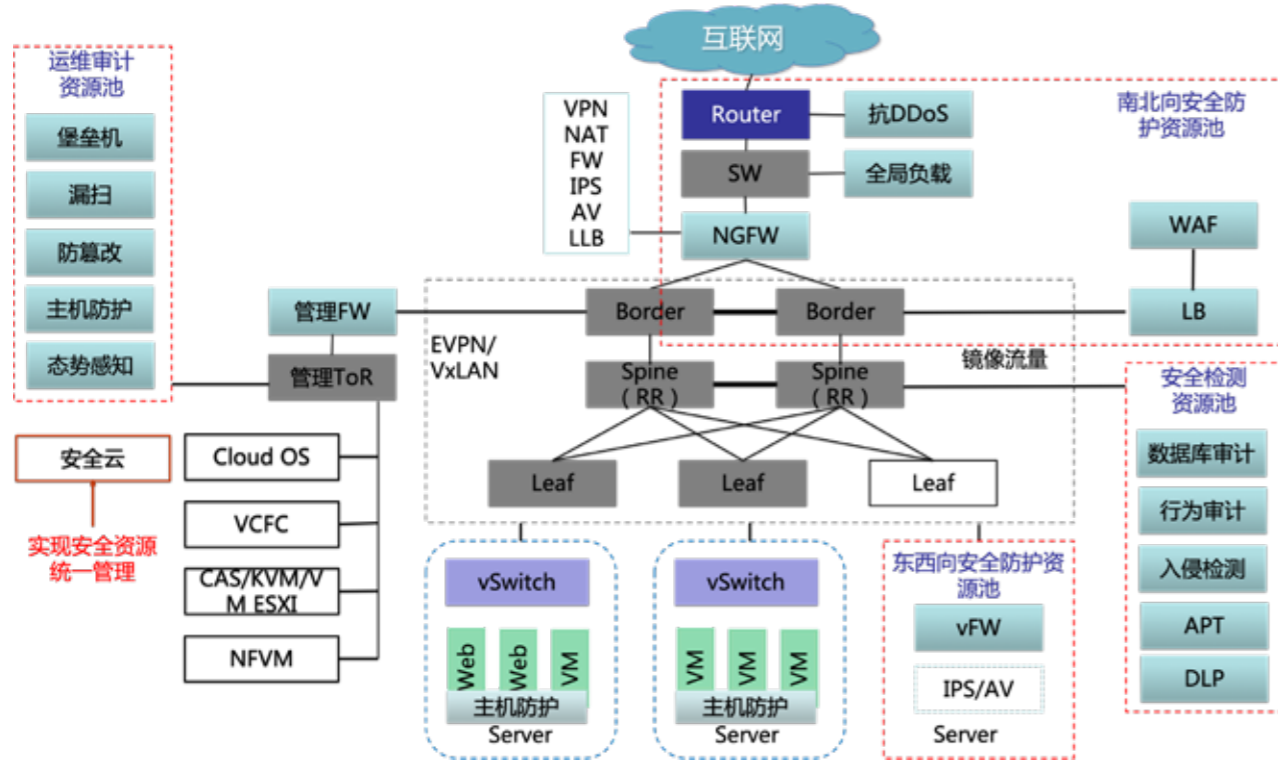 互联网
运维审计
资源池
堡垒机
漏扫
防篡改
主机防护
态势感知
安全云
实现安全资源
统一管理
VPN
NAT
FW
IPS
AV
LLB
Router
抗DDoS
南北向安全防
护资源池
SW
全局负载
NGFW
WAF
LB
管理FW
管理ToR
Cloud OS
VCFC
CAS/KVM/V
M ESXI
NFVM
EVPN/
VxLAN
Border
Border
Spine
（RR）
Spine
（RR）
镜像流量
Leaf
Leaf
Leaf
vSwitch
Web
Web
VM
主机防护
Server
vSwitch
VM
VM
VM
主机防护
Server
东西向安全防护资
源池
vFW
IPS/AV
Server
安全检测
资源池
数据库审计
行为审计
入侵检测
APT
DLP